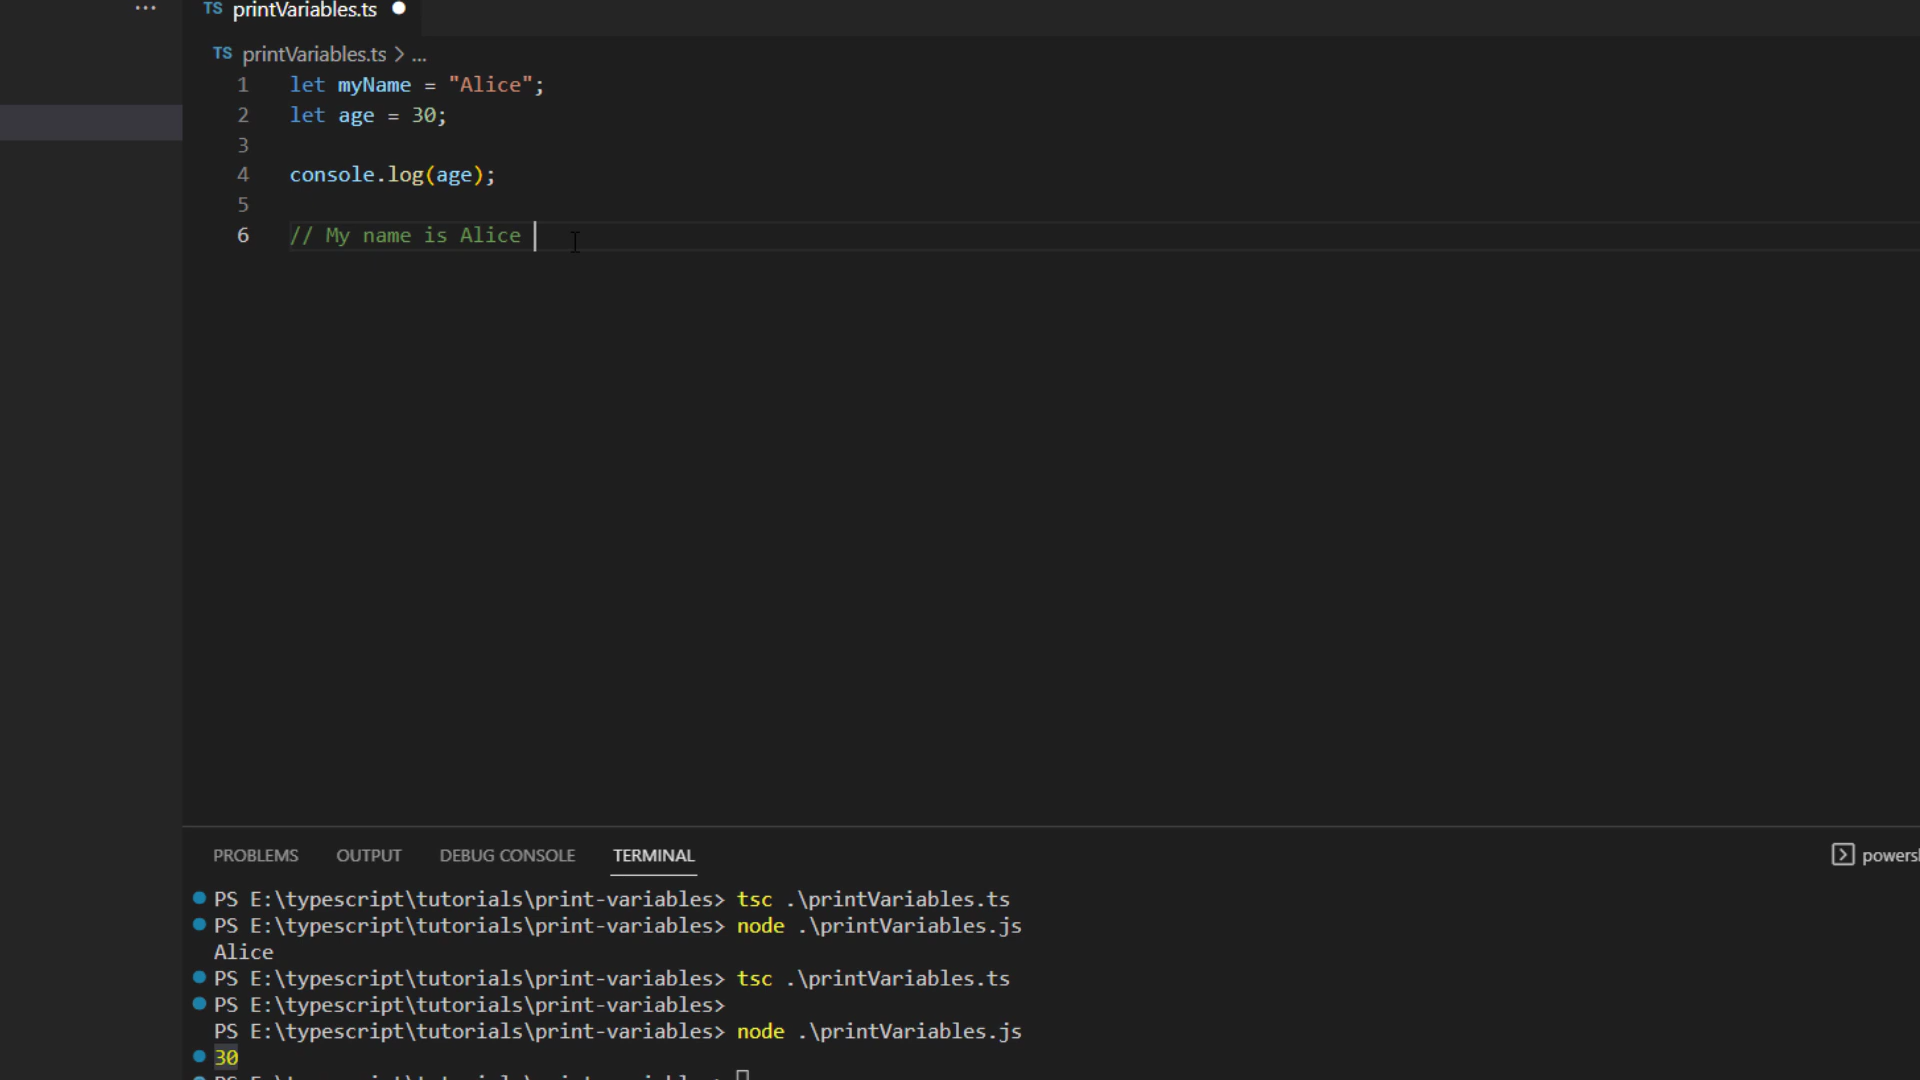 TS printVariables.ts
TS printVariables.ts > ...
1 let myName = "Alice";
2 let age = 30;
3
4 console.log(age);
5
6 // My name is Alice
PROBLEMS OUTPUT DEBUG CONSOLE TERMINAL
PS E:\typescript\tutorials\print-variables> tsc .\printVariables.ts
PS E:\typescript\tutorials\print-variables> node .\printVariables.js
Alice
PS E:\typescript\tutorials\print-variables> tsc .\printVariables.ts
PS E:\typescript\tutorials\print-variables>
PS E:\typescript\tutorials\print-variables> node .\printVariables.js
30